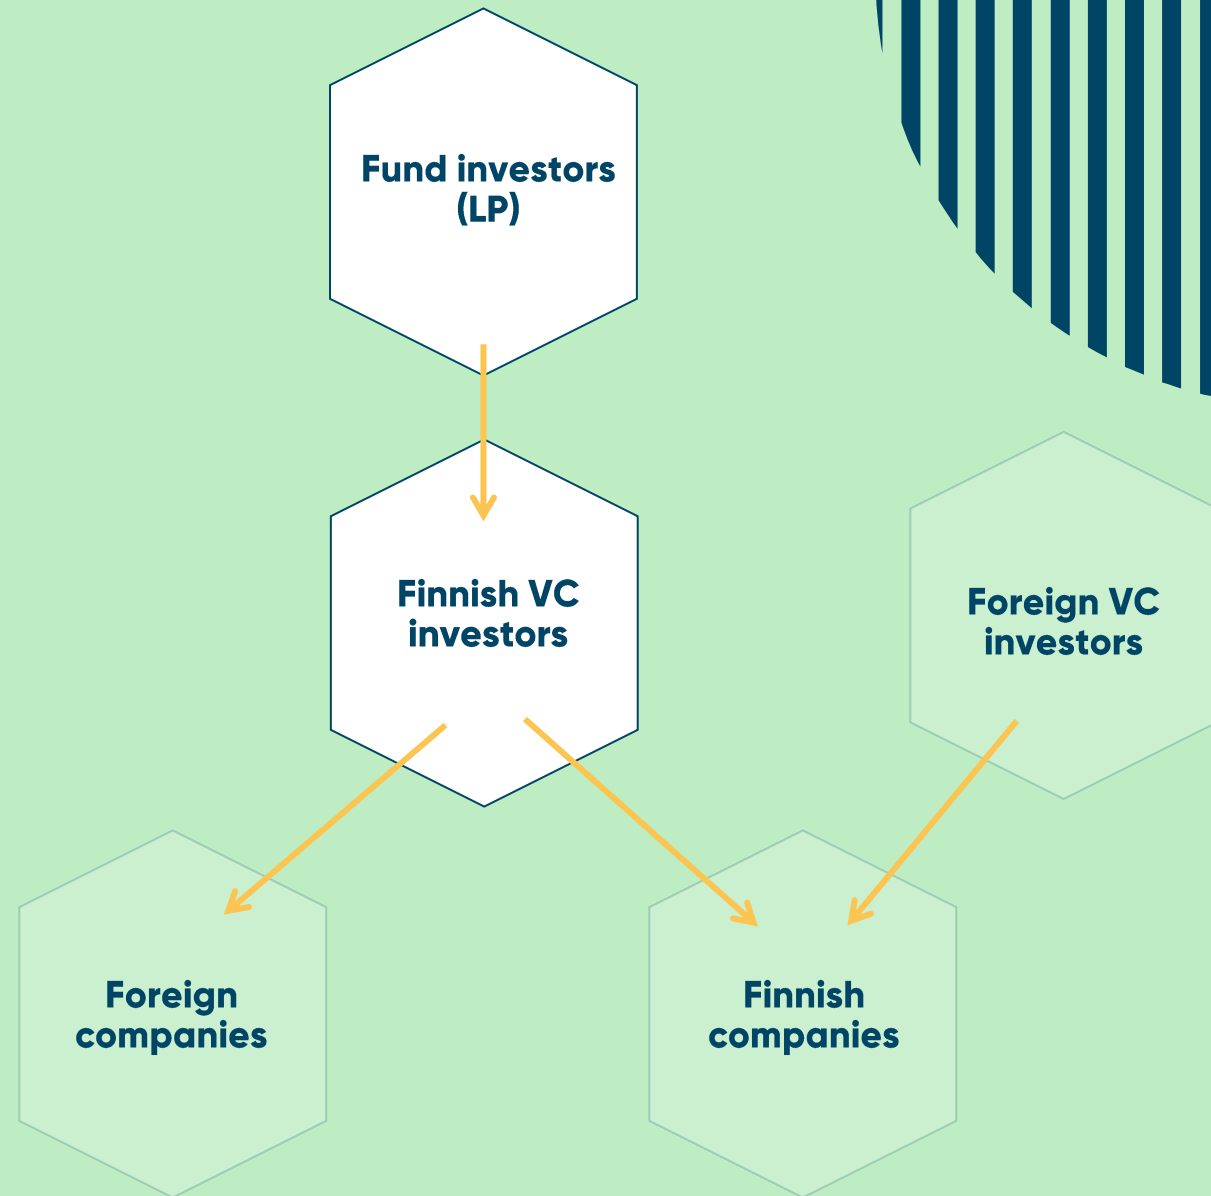 Fund investors
(LP)
Finnish VC
investors
Foreign VC
investors
Foreign
companies
Finnish
companies